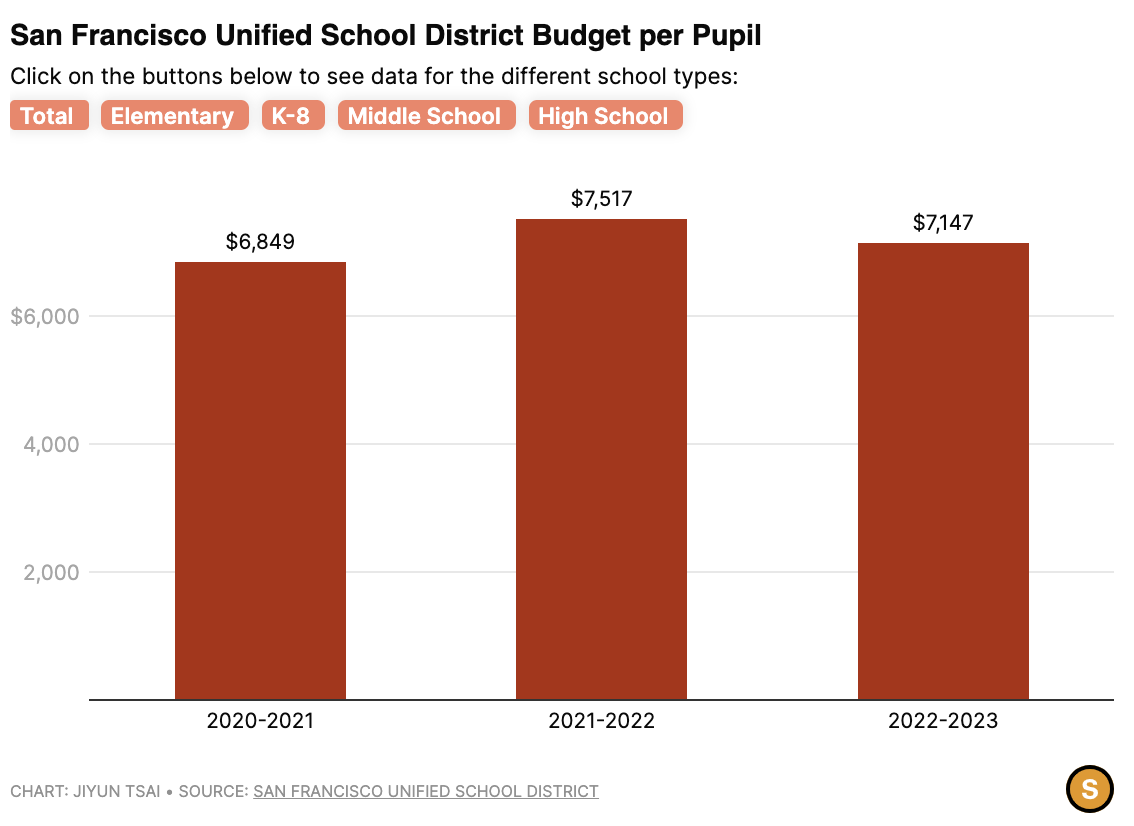 San Francisco Unified School District Budget per Pupil
Click on the buttons below to see data for the different school types:
Total Elementary K-8 Middle School High School
$7,517
$7,147
$6,849
$6,000
4,000
2,000
2020-2021 2021-2022 2022-2023
CHART: JIYUN TSAI • SOURCE: SAN FRANCISCO UNIFIED SCHOOL DISTRICT
S